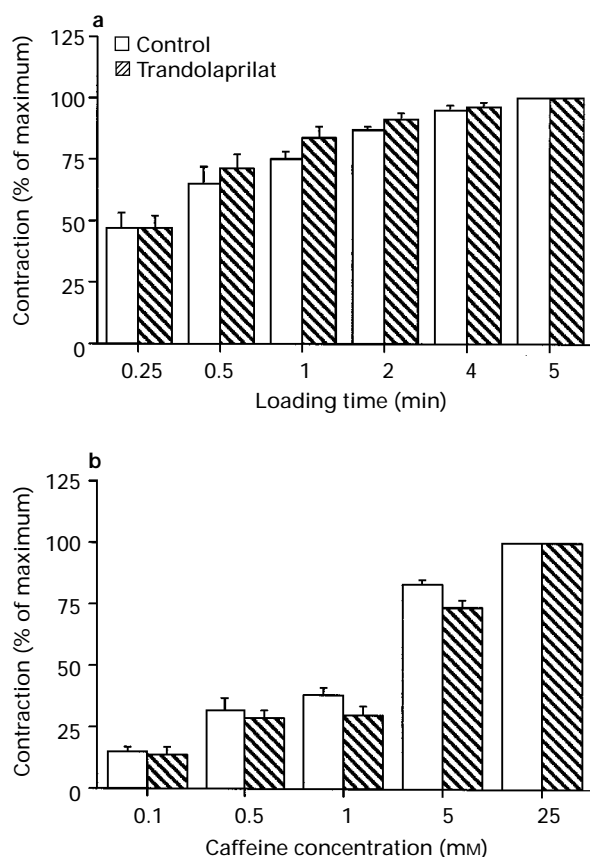 a
125
100
75
50
25
0
Contraction (% of maximum)
Control
Trandolaprilat
0.25 0.5 1 2 4 5
Loading time (min)
b
125
100
75
50
25
0
Contraction (% of maximum)
0.1 0.5 1 5 25
Caffeine concentration (mM)